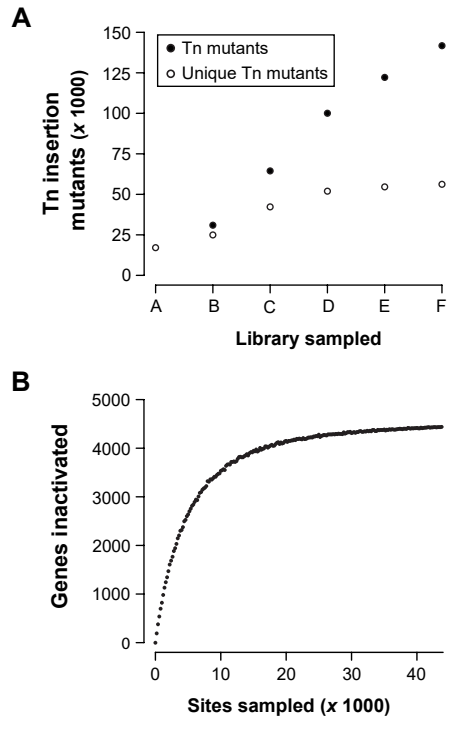 A
150
125
100
75
50
25
0
Tn insertion
mutants (x 1000)
Tn mutants
Unique Tn mutants
A B C D E F
Library sampled
B
5000
4000
3000
2000
1000
0
Genes inactivated
0 10 20 30 40
Sites sampled (x 1000)